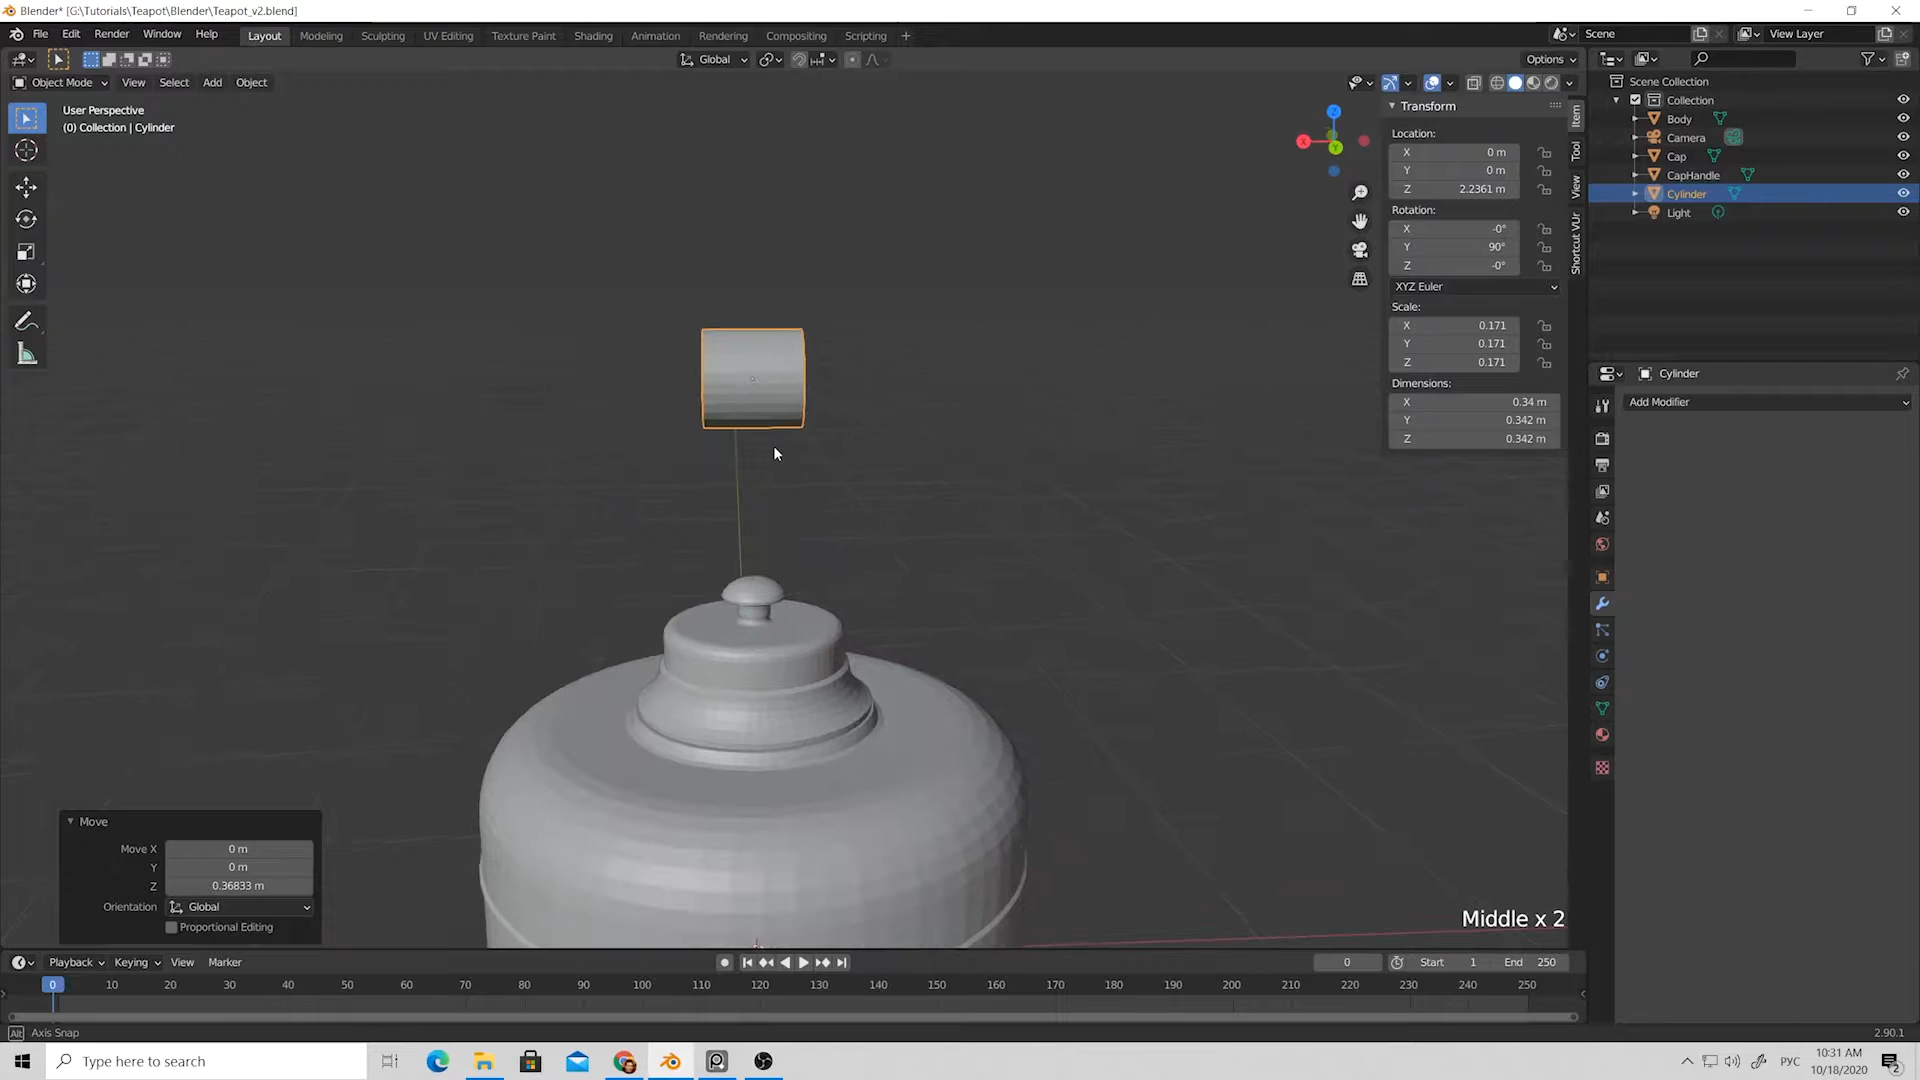 Blender* [G:\Tutorials\Teapot\Blender\Teapot_v2.blend]
File Edit Render Window Help Layout Modeling Sculpting UV Editing Texture Paint Shading Animation Rendering Compositing Scripting + Scene View Layer
Global Options
Object Mode View Select Add Object
User Perspective
(0) Collection | Cylinder
Transform
Location:
X 0 m
Y 0 m
Z 2.2361 m
Rotation:
X -0°
Y 90°
Z -0°
XYZ Euler
Scale:
X 0.171
Y 0.171
Z 0.171
Dimensions:
X 0.34 m
Y 0.342 m
Z 0.342 m
Item
Tool
View
Shortcut VUr
Z
X
Y
Scene Collection
Collection
Body
Camera
Cap
CapHandle
Cylinder
Light
Cylinder
Add Modifier
Move
Move X 0 m
Y 0 m
Z 0.36833 m
Orientation Global
Proportional Editing
Middle x 2
Playback Keying View Marker 0 Start 1 End 250
0 10 20 30 40 50 60 70 80 90 100 110 120 130 140 150 160 170 180 190 200 210 220 230 240 250
Alt Axis Snap 2.90.1
Type here to search
РУС
10:31 AM
10/18/2020
2